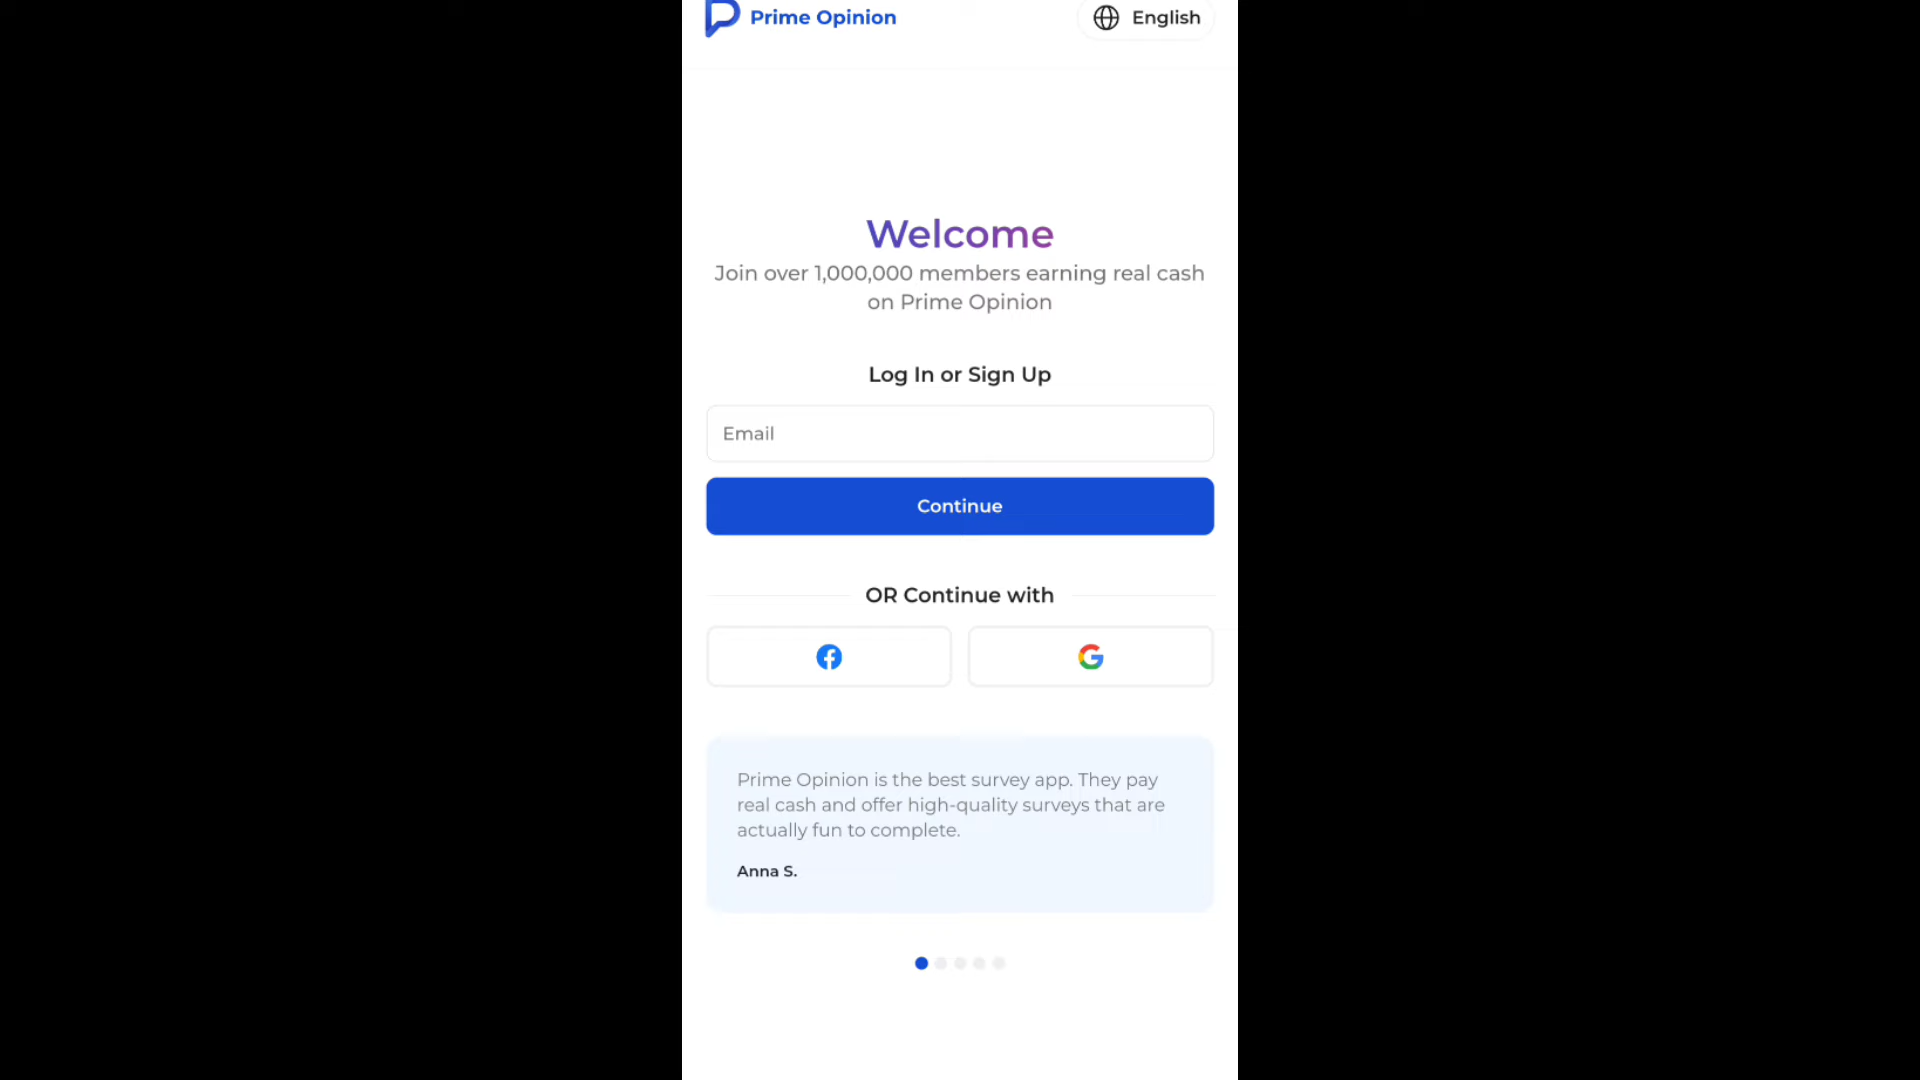 Prime Opinion
English
Welcome
Join over 1,000,000 members earning real cash
on Prime Opinion
Log In or Sign Up
Email
Continue
OR Continue with
Prime Opinion is the best survey app. They pay
real cash and offer high-quality surveys that are
actually fun to complete.
Anna S.